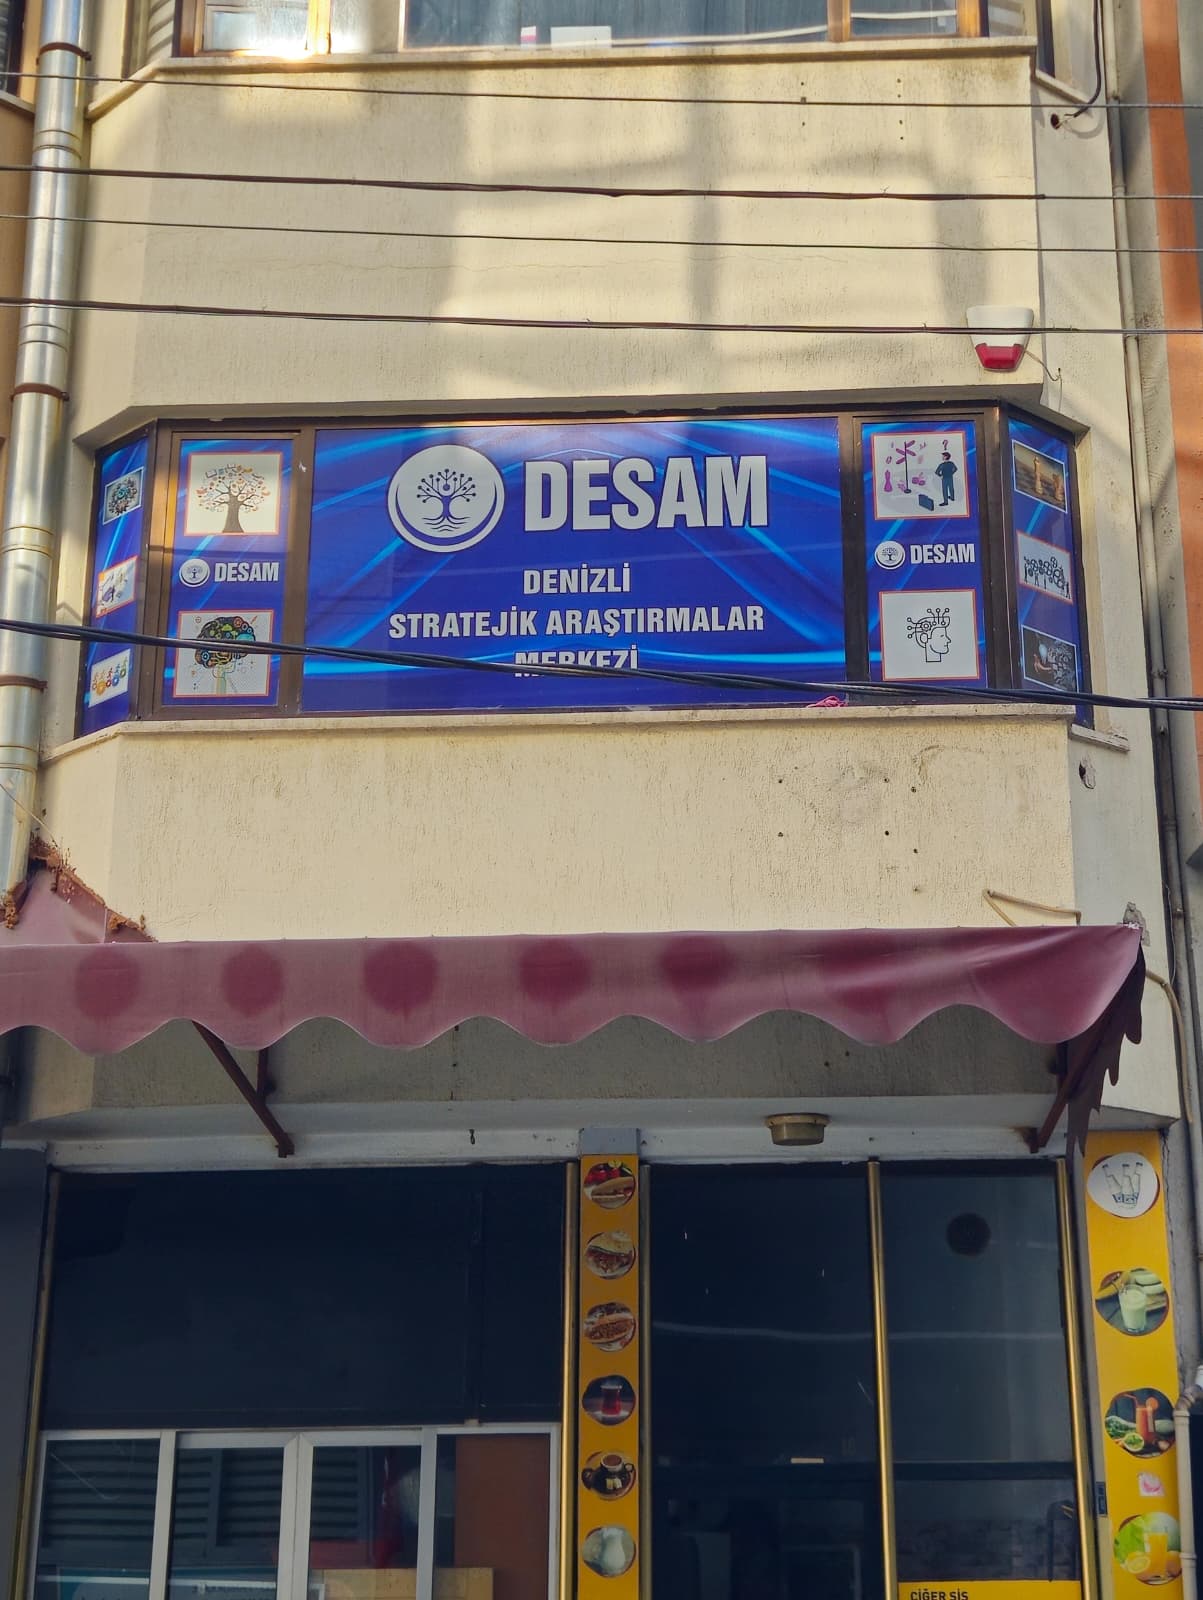 DESAM
DENİZLİ
STRATEJİK ARAŞTIRMALAR
MERKEZİ
DESAM
DESAM
CİĞER ŞİŞ